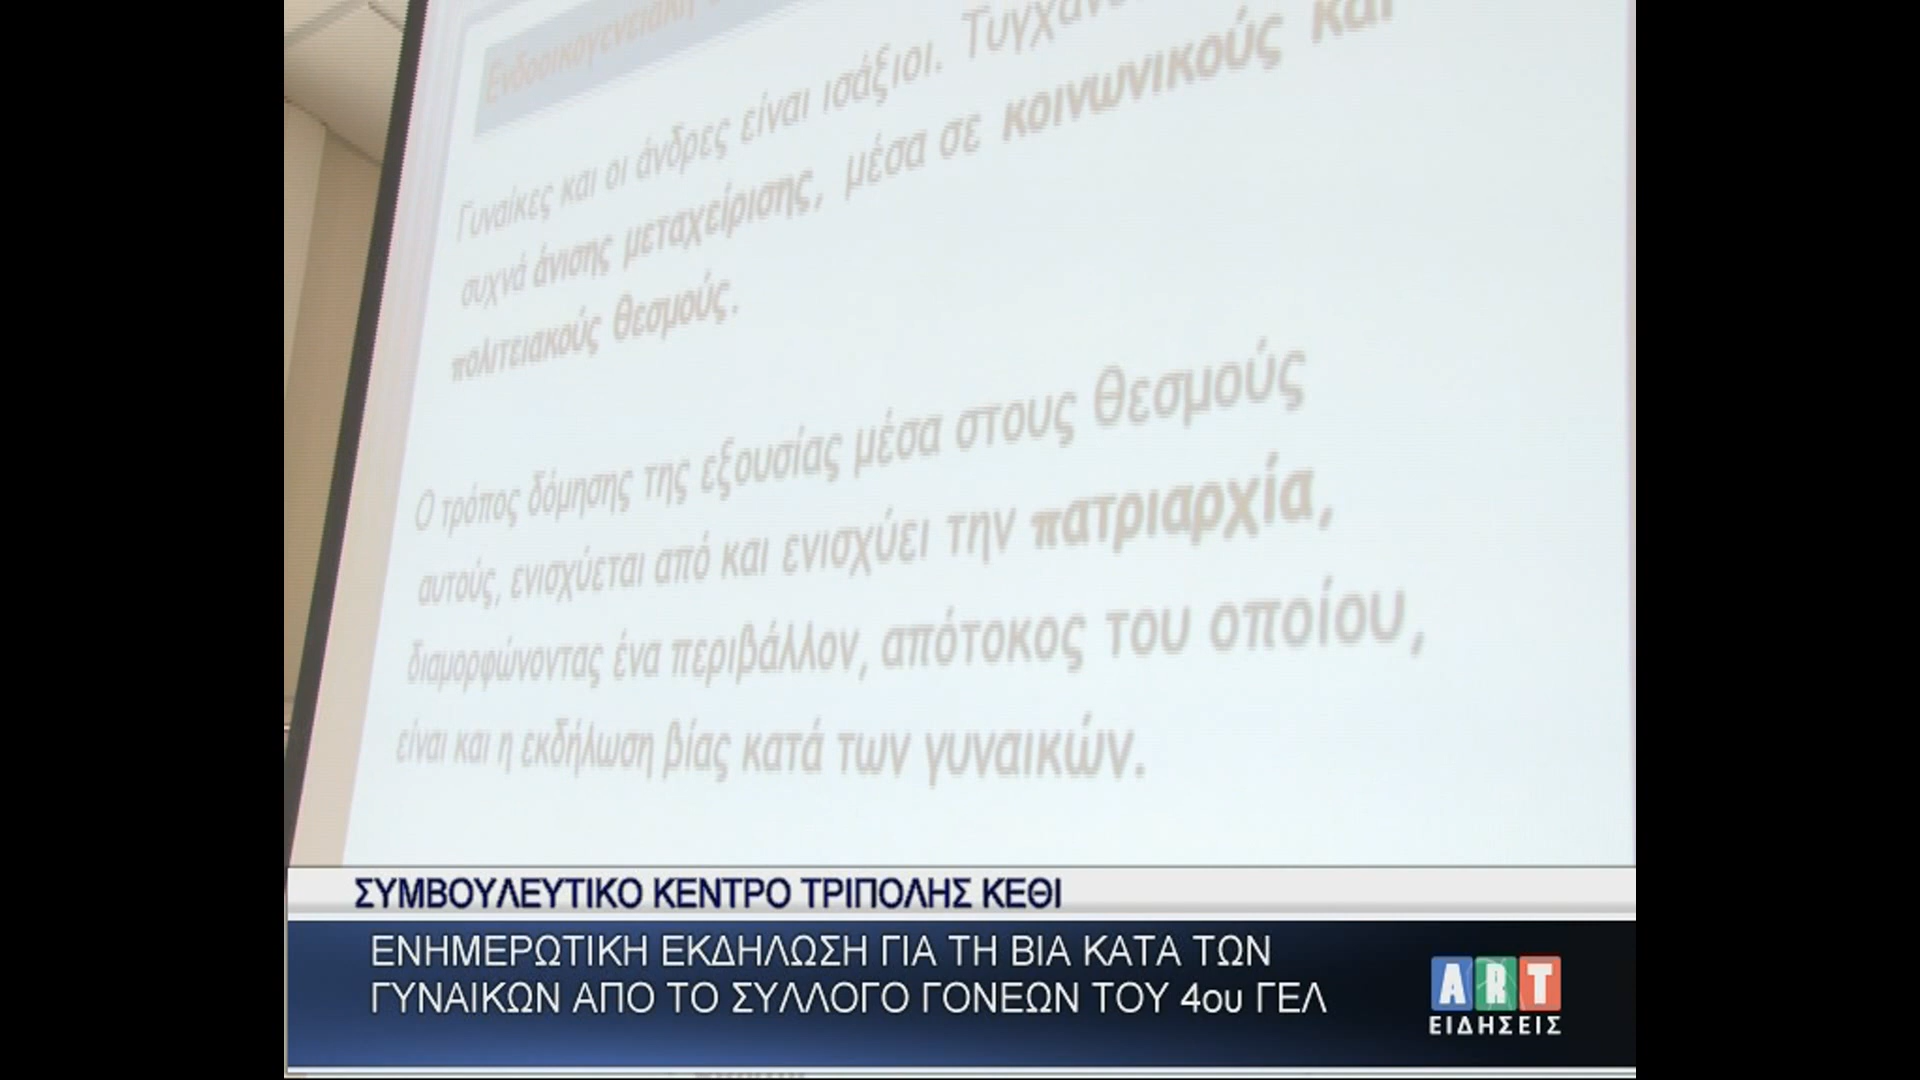 Ενδοοικογενειακή
Γυναίκες και οι άνδρες είναι ισάξιοι.
συχνά άνισης μεταχείρισης, μέσα σε κοινωνικούς και
πολιτειακούς θεσμούς.
Ο τρόπος δόμησης της εξουσίας μέσα στους θεσμούς
αυτούς, ενισχύεται από και ενισχύει την πατριαρχία,
διαμορφώνοντας ένα περιβάλλον, απότοκος του οποίου,
είναι και η εκδήλωση βίας κατά των γυναικών.
ΣΥΜΒΟΥΛΕΥΤΙΚΟ ΚΕΝΤΡΟ ΤΡΙΠΟΛΗΣ ΚΕΘΙ
ΕΝΗΜΕΡΩΤΙΚΗ ΕΚΔΗΛΩΣΗ ΓΙΑ ΤΗ ΒΙΑ ΚΑΤΑ ΤΩΝ
ΓΥΝΑΙΚΩΝ ΑΠΟ ΤΟ ΣΥΛΛΟΓΟ ΓΟΝΕΩΝ ΤΟΥ 4ου ΓΕΛ
ART
ΕΙΔΗΣΕΙΣ